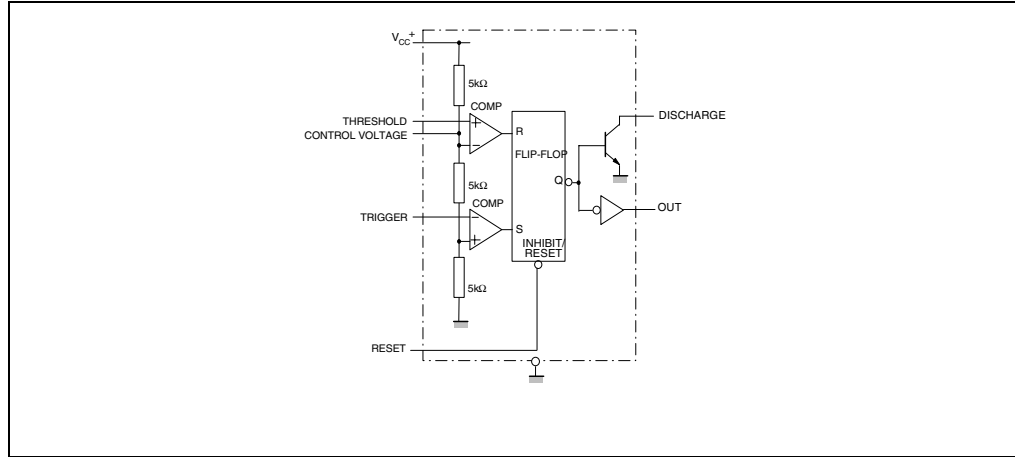 VCC+
5kΩ
COMP
THRESHOLD
CONTROL VOLTAGE
R
FLIP-FLOP
DISCHARGE
5kΩ
Q
COMP
TRIGGER
OUT
S
INHIBIT/
RESET
5kΩ
RESET